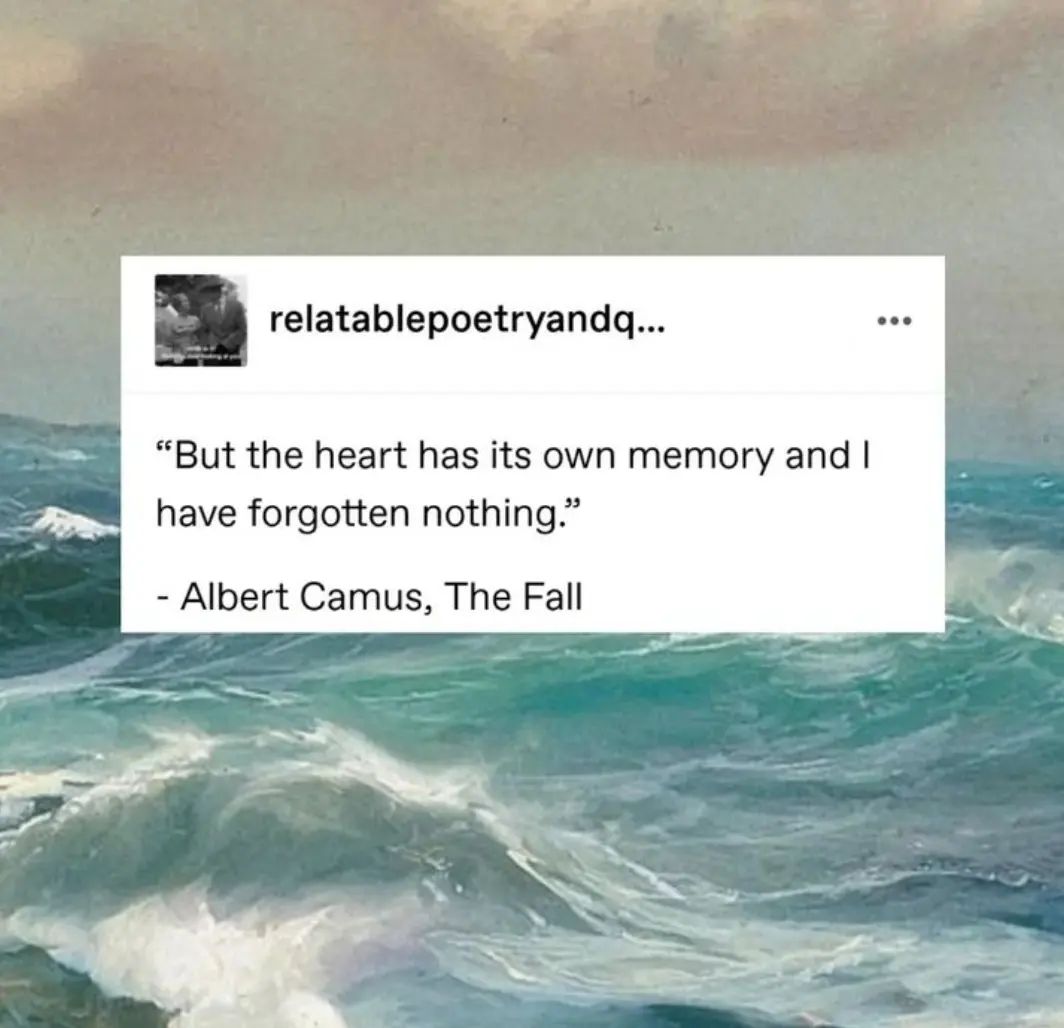 relatablepoetryandq...
“But the heart has its own memory and I
have forgotten nothing.”
- Albert Camus, The Fall